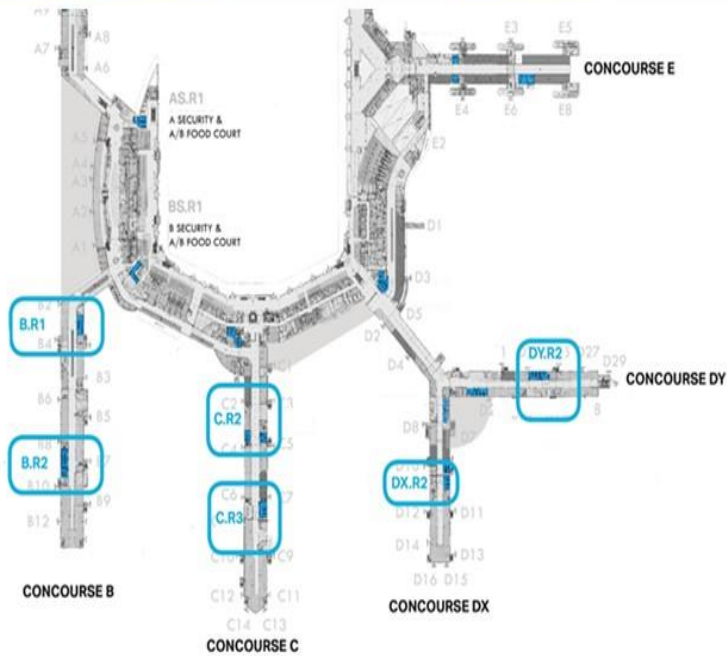 A9
A8
A7
A6
E3
E5
CONCOURSE E
E4
E6
E8
AS.R1
A SECURITY &
A/B FOOD COURT
A5
A4
A3
E2
BS.R1
B SECURITY &
A/B FOOD COURT
A2
D1
A1
D3
B2
B.R1
D5
D2
B4
C1
D4
DY.R2
D27
D29
CONCOURSE DY
B3
B6
C2
C3
B5
C.R2
D8
D7
B8
C4
C5
B.R2
B7
D10
DX.R2
B10
C6
C7
B9
C.R3
D12
D11
B12
C10
C9
D14
D13
D16
D15
CONCOURSE B
C12
C11
CONCOURSE DX
C14
C13
CONCOURSE C